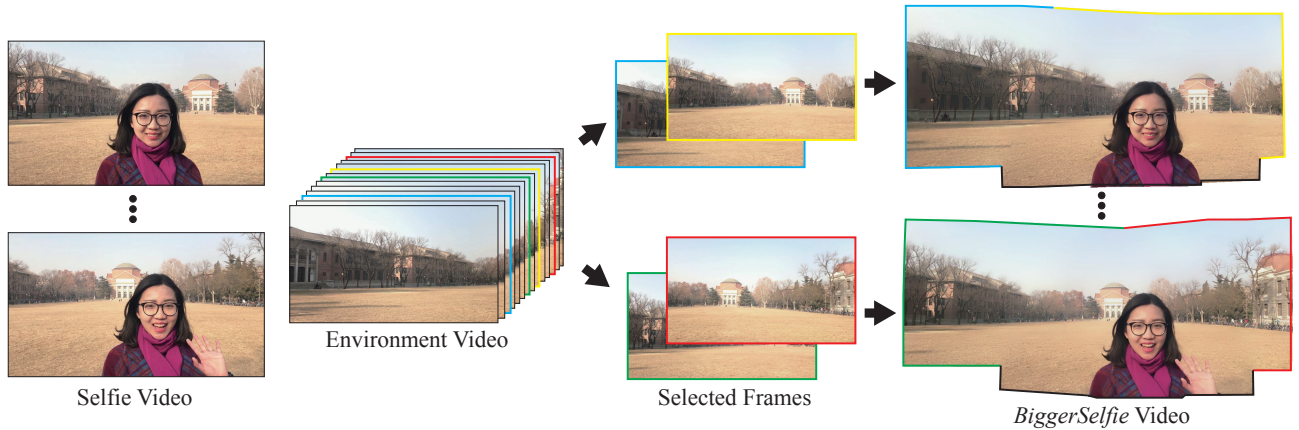 Environment Video
Selfie Video
Selected Frames
BiggerSelfie Video